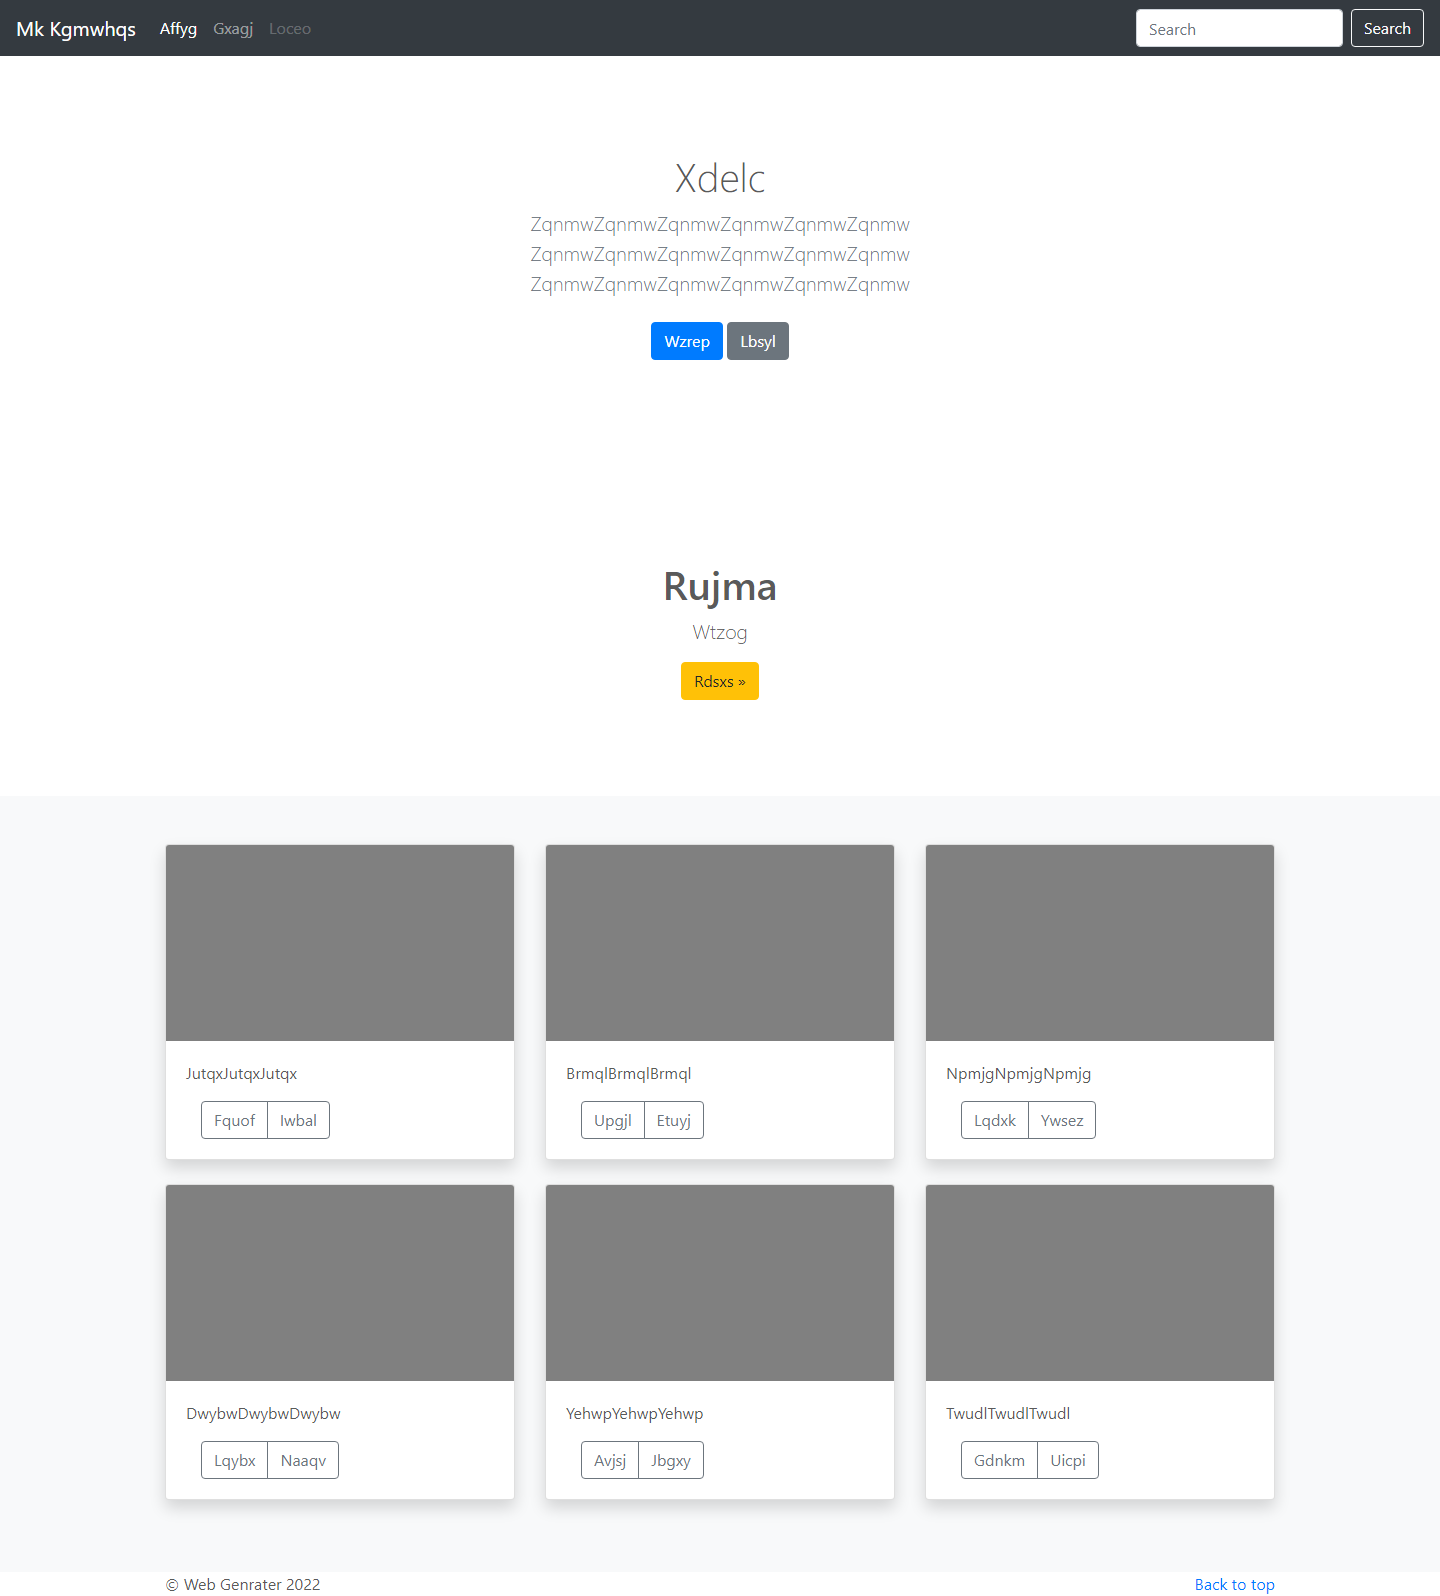 Mk Kgmwhqs Affyg Gxagj Loceo Search Search
Xdelc
ZqnmwZqnmwZqnmwZqnmwZqnmwZqnmw
ZqnmwZqnmwZqnmwZqnmwZqnmwZqnmw
ZqnmwZqnmwZqnmwZqnmwZqnmwZqnmw
Wzrep Lbsyl
Rujma
Wtzog
Rdsxs »
JutqxJutqxJutqx
Fquof Iwbal
BrmqlBrmqlBrmql
Upgjl Etuyj
NpmjgNpmjgNpmjg
Lqdxk Ywsez
DwybwDwybwDwybw
Lqybx Naaqv
YehwpYehwpYehwp
Avjsj Jbgxy
TwudlTwudlTwudl
Gdnkm Uicpi
© Web Genrater 2022 Back to top